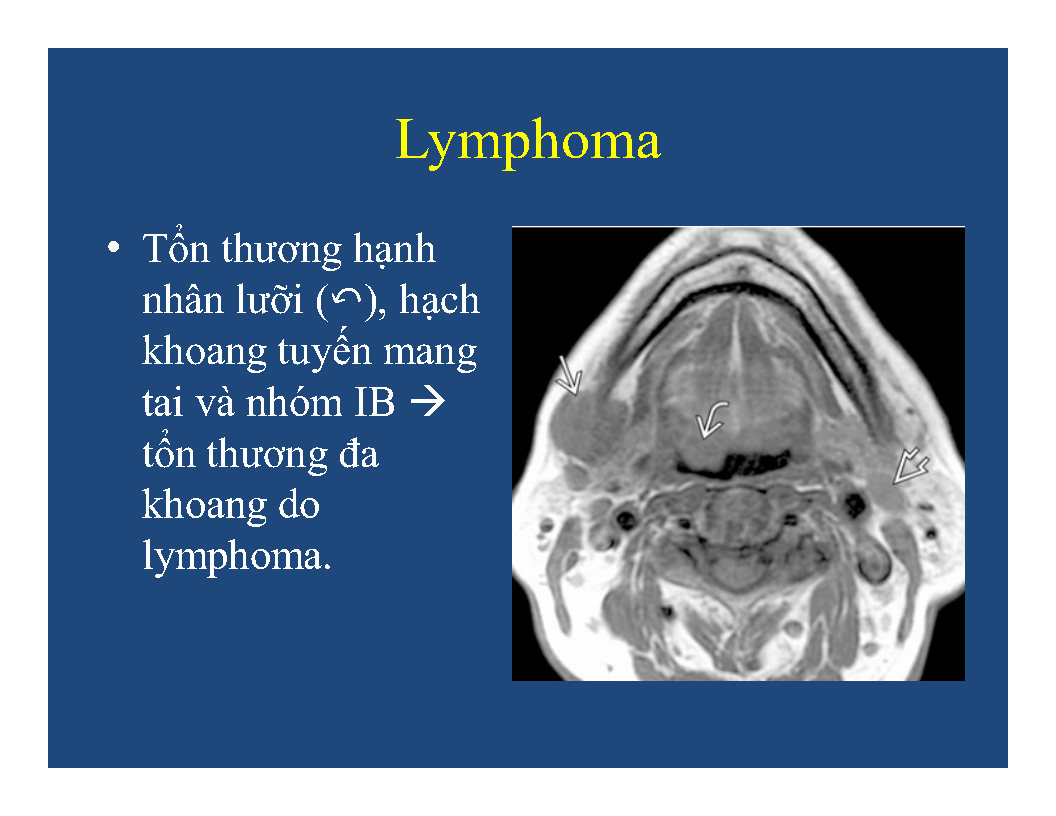 Lymphoma
• Tổn thương hạnh
nhân lưỡi (⤺), hạch
khoang tuyến mang
tai và nhóm IB →
tổn thương đa
khoang do
lymphoma.